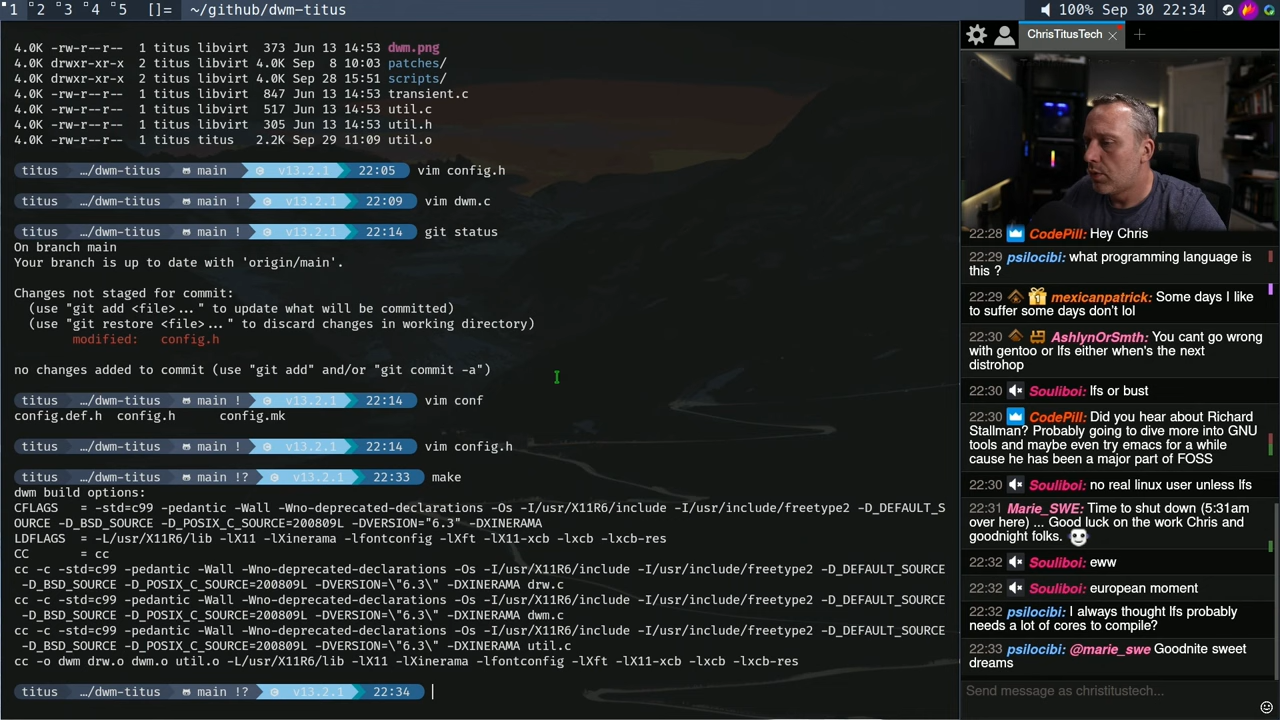 1 2 3 4 5 []= ~/github/dwm-titus
100% Sep 30 22:34
4.0K -rw-r--r-- 1 titus libvirt 373 Jun 13 14:53 dwm.png
4.0K drwxr-xr-x 2 titus libvirt 4.0K Sep 8 10:03 patches/
4.0K drwxr-xr-x 2 titus libvirt 4.0K Sep 28 15:51 scripts/
4.0K -rw-r--r-- 1 titus libvirt 847 Jun 13 14:53 transient.c
4.0K -rw-r--r-- 1 titus libvirt 517 Jun 13 14:53 util.c
4.0K -rw-r--r-- 1 titus libvirt 305 Jun 13 14:53 util.h
4.0K -rw-r--r-- 1 titus titus 2.2K Sep 29 11:09 util.o
titus …/dwm-titus main v13.2.1 22:05 vim config.h
titus …/dwm-titus main ! v13.2.1 22:09 vim dwm.c
titus …/dwm-titus main ! v13.2.1 22:14 git status
On branch main
Your branch is up to date with 'origin/main'.
Changes not staged for commit:
(use "git add <file>..." to update what will be committed)
(use "git restore <file>..." to discard changes in working directory)
modified: config.h
no changes added to commit (use "git add" and/or "git commit -a")
titus …/dwm-titus main ! v13.2.1 22:14 vim conf
config.def.h config.h config.mk
titus …/dwm-titus main ! v13.2.1 22:14 vim config.h
titus …/dwm-titus main !? v13.2.1 22:33 make
dwm build options:
CFLAGS = -std=c99 -pedantic -Wall -Wno-deprecated-declarations -Os -I/usr/X11R6/include -I/usr/include/freetype2 -D_DEFAULT_S
OURCE -D_BSD_SOURCE -D_POSIX_C_SOURCE=200809L -DVERSION="6.3" -DXINERAMA
LDFLAGS = -L/usr/X11R6/lib -lX11 -lXinerama -lfontconfig -lXft -lX11-xcb -lxcb -lxcb-res
CC = cc
cc -c -std=c99 -pedantic -Wall -Wno-deprecated-declarations -Os -I/usr/X11R6/include -I/usr/include/freetype2 -D_DEFAULT_SOURCE
-D_BSD_SOURCE -D_POSIX_C_SOURCE=200809L -DVERSION=\"6.3\" -DXINERAMA drw.c
cc -c -std=c99 -pedantic -Wall -Wno-deprecated-declarations -Os -I/usr/X11R6/include -I/usr/include/freetype2 -D_DEFAULT_SOURCE
-D_BSD_SOURCE -D_POSIX_C_SOURCE=200809L -DVERSION=\"6.3\" -DXINERAMA dwm.c
cc -c -std=c99 -pedantic -Wall -Wno-deprecated-declarations -Os -I/usr/X11R6/include -I/usr/include/freetype2 -D_DEFAULT_SOURCE
-D_BSD_SOURCE -D_POSIX_C_SOURCE=200809L -DVERSION=\"6.3\" -DXINERAMA util.c
cc -o dwm drw.o dwm.o util.o -L/usr/X11R6/lib -lX11 -lXinerama -lfontconfig -lXft -lX11-xcb -lxcb -lxcb-res
titus …/dwm-titus main !? v13.2.1 22:34
ChrisTitusTech
22:28 CodePill: Hey Chris
22:29 psilocibi: what programming language is
this ?
22:29 mexicanpatrick: Some days I like
to suffer some days don't lol
22:30 AshlynOrSmth: You cant go wrong
with gentoo or lfs either when's the next
distrohop
22:30 Souliboi: lfs or bust
22:30 CodePill: Did you hear about Richard
Stallman? Probably going to dive more into GNU
tools and maybe even try emacs for a while
cause he has been a major part of FOSS
22:30 Souliboi: no real linux user unless lfs
22:31 Marie_SWE: Time to shut down (5:31am
over here) ... Good luck on the work Chris and
goodnight folks.
22:32 Souliboi: eww
22:32 Souliboi: european moment
22:32 psilocibi: I always thought lfs probably
needs a lot of cores to compile?
22:33 psilocibi: @marie_swe Goodnite sweet
dreams
Send message as christitustech...